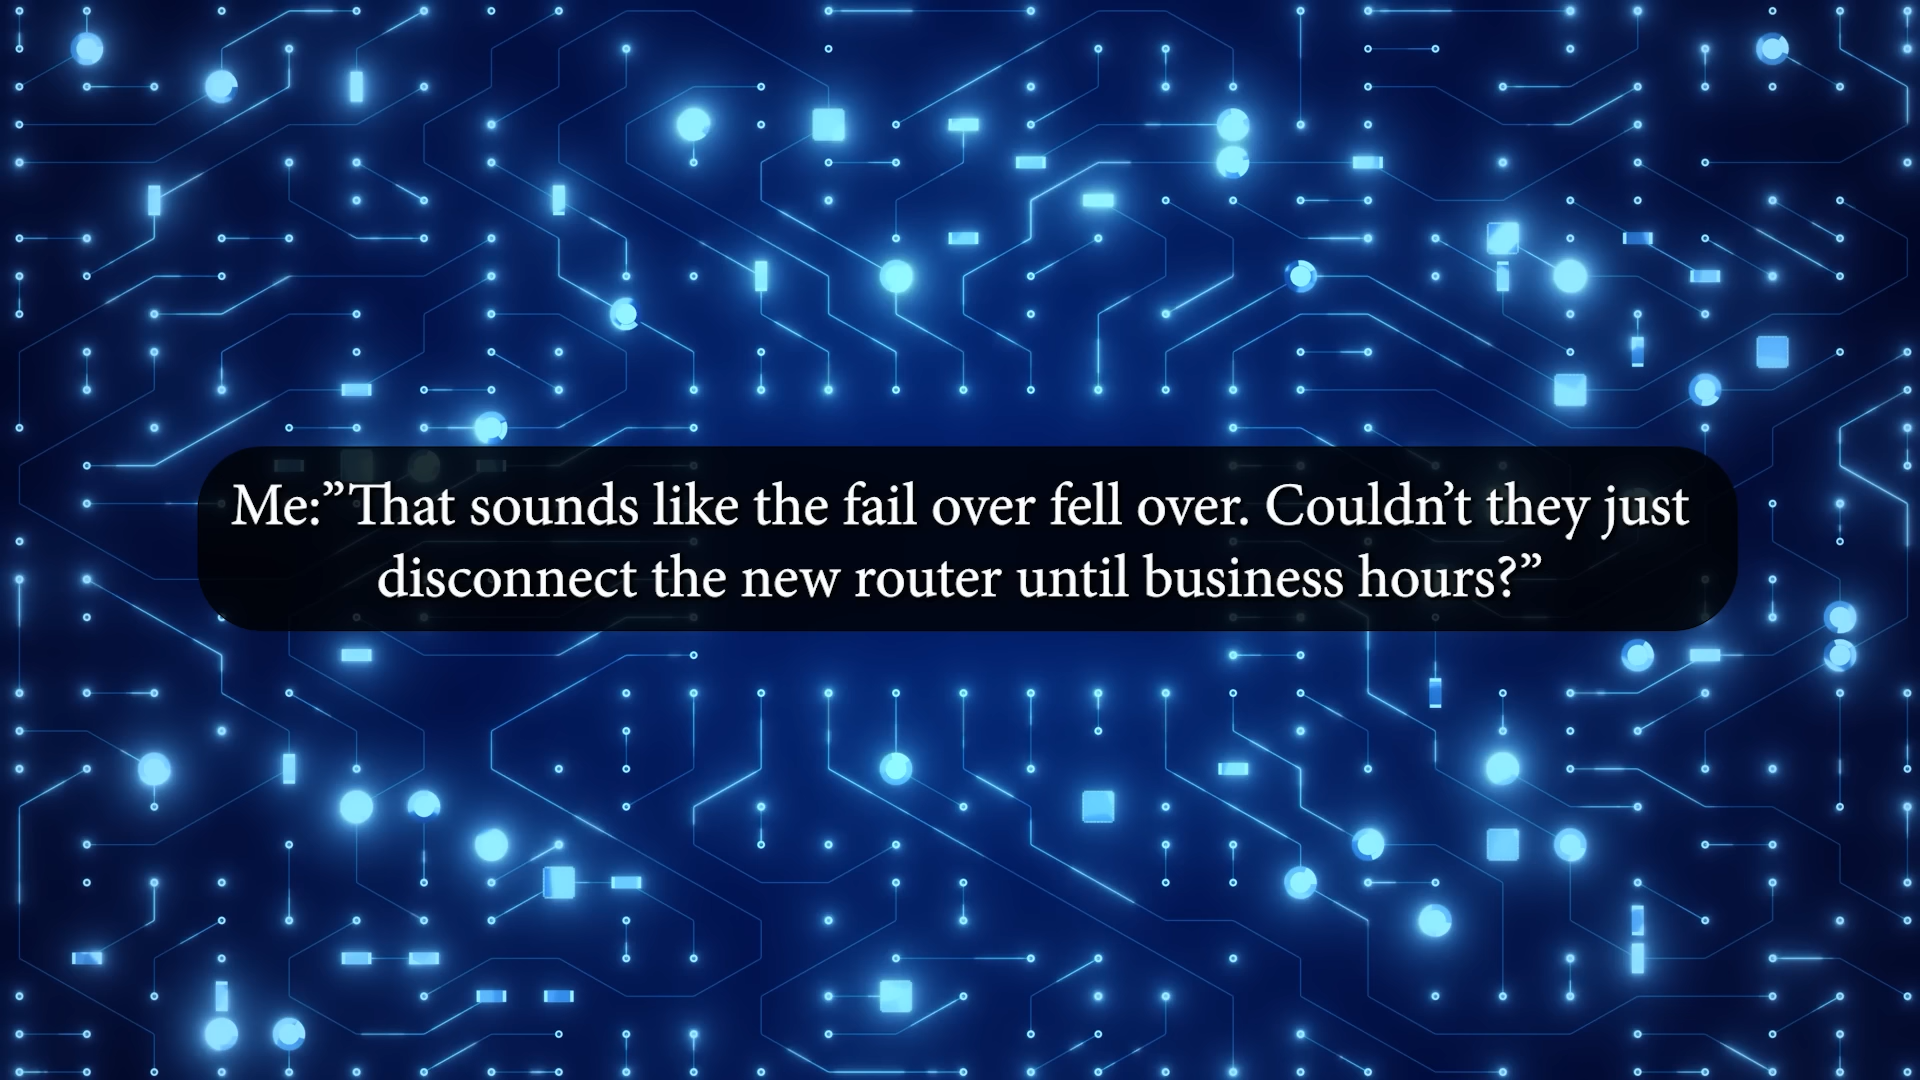 Me:”That sounds like the fail over fell over. Couldn’t they just
disconnect the new router until business hours?”